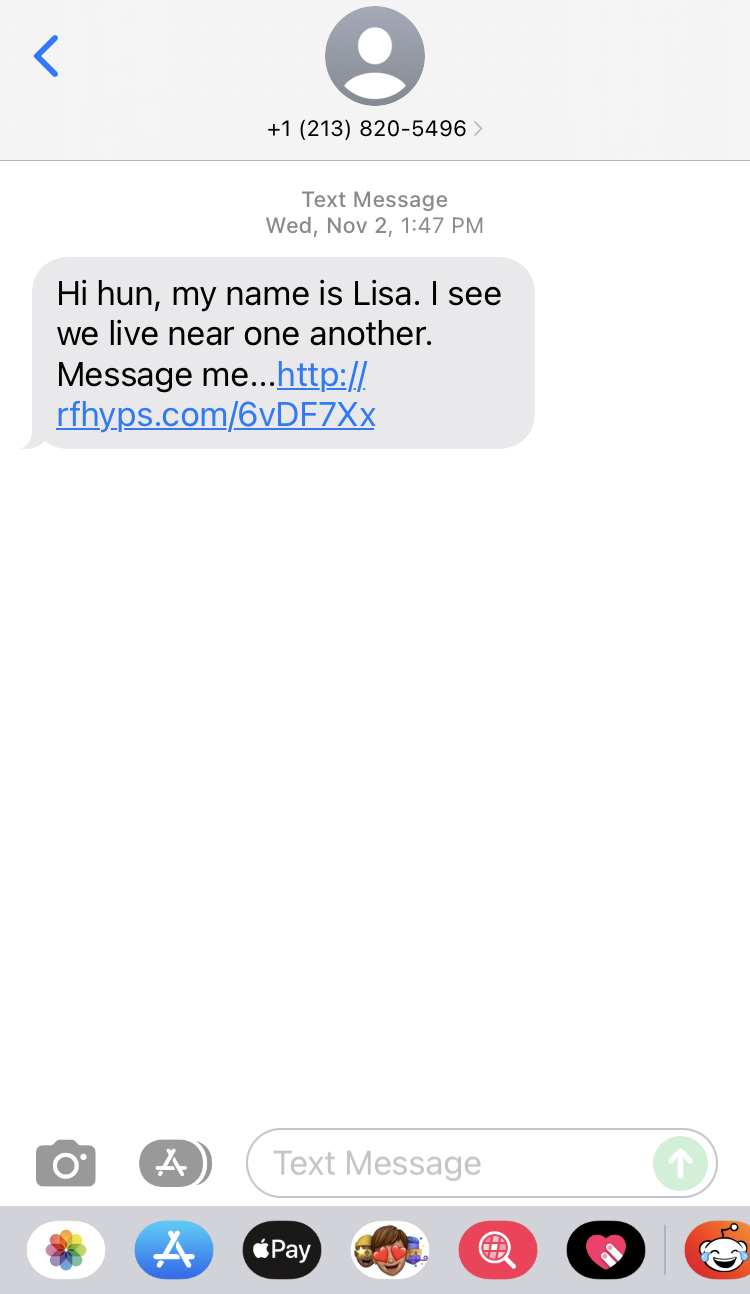 +1 (213) 820-5496
Text Message
Wed, Nov 2, 1:47 PM
Hi hun, my name is Lisa. I see
we live near one another.
Message me...http://
rfhyps.com/6vDF7Xx
Text Message
Pay